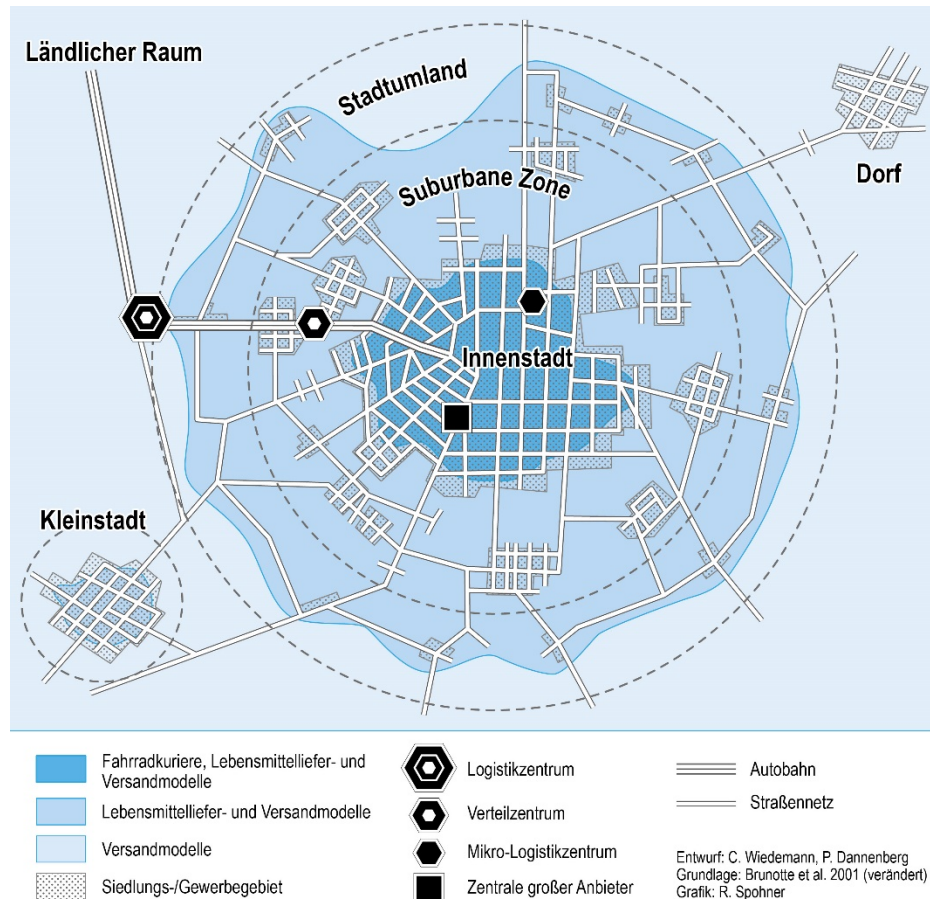 Ländlicher Raum
Stadtumland
Suburbane Zone
Dorf
Innenstadt
Kleinstadt
Fahrradkuriere, Lebensmittelliefer- und
Versandmodelle
Lebensmittelliefer- und Versandmodelle
Versandmodelle
Siedlungs-/Gewerbegebiet
Logistikzentrum
Verteilzentrum
Mikro-Logistikzentrum
Zentrale großer Anbieter
Autobahn
Straßennetz
Entwurf: C. Wiedemann, P. Dannenberg
Grundlage: Brunotte et al. 2001 (verändert)
Grafik: R. Spohner